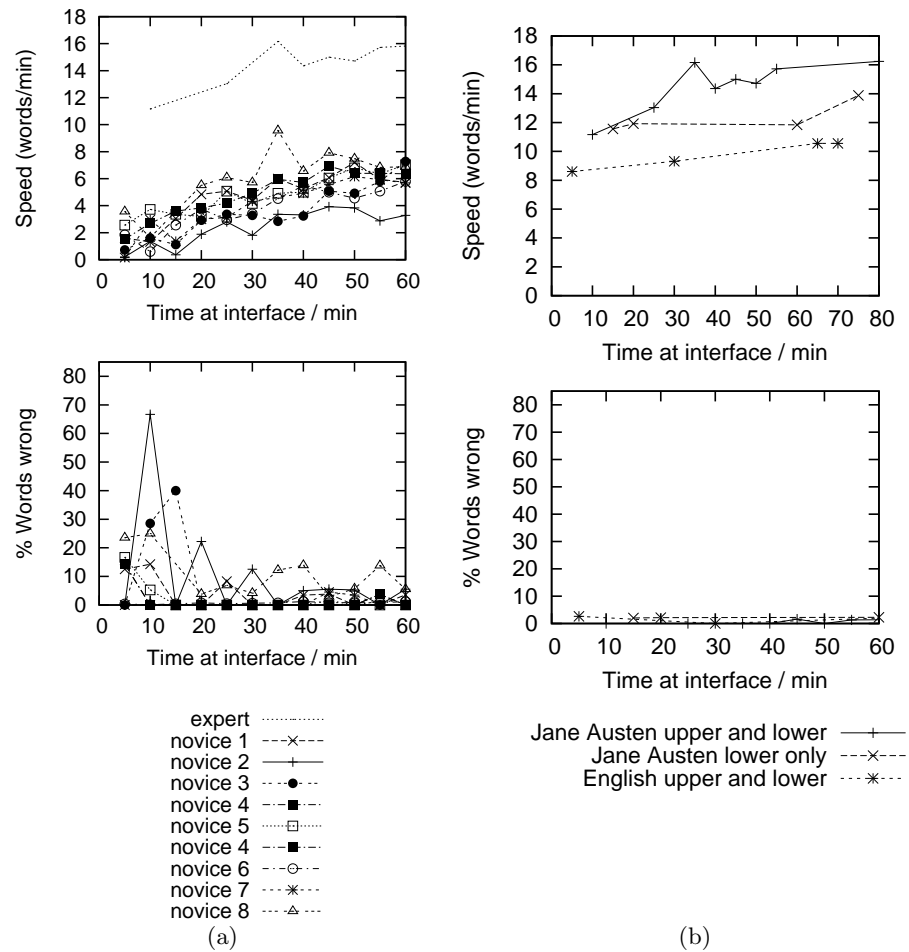 18
16
14
12
10
8
6
4
2
0
Speed (words/min)
0 10 20 30 40 50 60
Time at interface / min
80
70
60
50
40
30
20
10
0
% Words wrong
0 10 20 30 40 50 60
Time at interface / min
expert
novice 1
novice 2
novice 3
novice 4
novice 5
novice 4
novice 6
novice 7
novice 8
(a)
18
16
14
12
10
8
6
4
2
0
Speed (words/min)
0 10 20 30 40 50 60 70 80
Time at interface / min
80
70
60
50
40
30
20
10
0
% Words wrong
0 10 20 30 40 50 60
Time at interface / min
Jane Austen upper and lower
Jane Austen lower only
English upper and lower
(b)